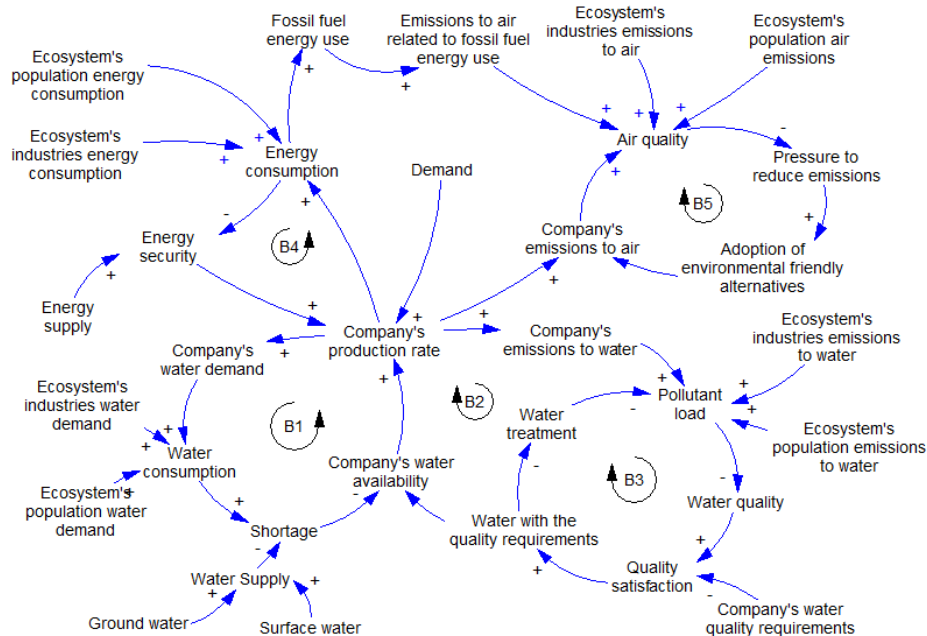 Fossil fuel
energy use
Emissions to air
related to fossil fuel
energy use
Ecosystem's
industries emissions
to air
Ecosystem's
population air
emissions
Ecosystem's
population energy
consumption
Ecosystem's
industries energy
consumption
Energy
consumption
Demand
Air quality
Pressure to
reduce emissions
B5
B4
Energy
security
Company's
emissions to air
Adoption of
environmental friendly
alternatives
Energy
supply
Company's
production rate
Company's
emissions to water
Ecosystem's
industries emissions
to water
Company's
water demand
Ecosystem's
industries water
demand
B1
B2
Water
treatment
Pollutant
load
Ecosystem's
population emissions
to water
Water
consumption
Company's water
availability
B3
Ecosystem's
population water
demand
Shortage
Water with the
quality requirements
Water quality
Water Supply
Quality
satisfaction
Ground water
Surface water
Company's water
quality requirements